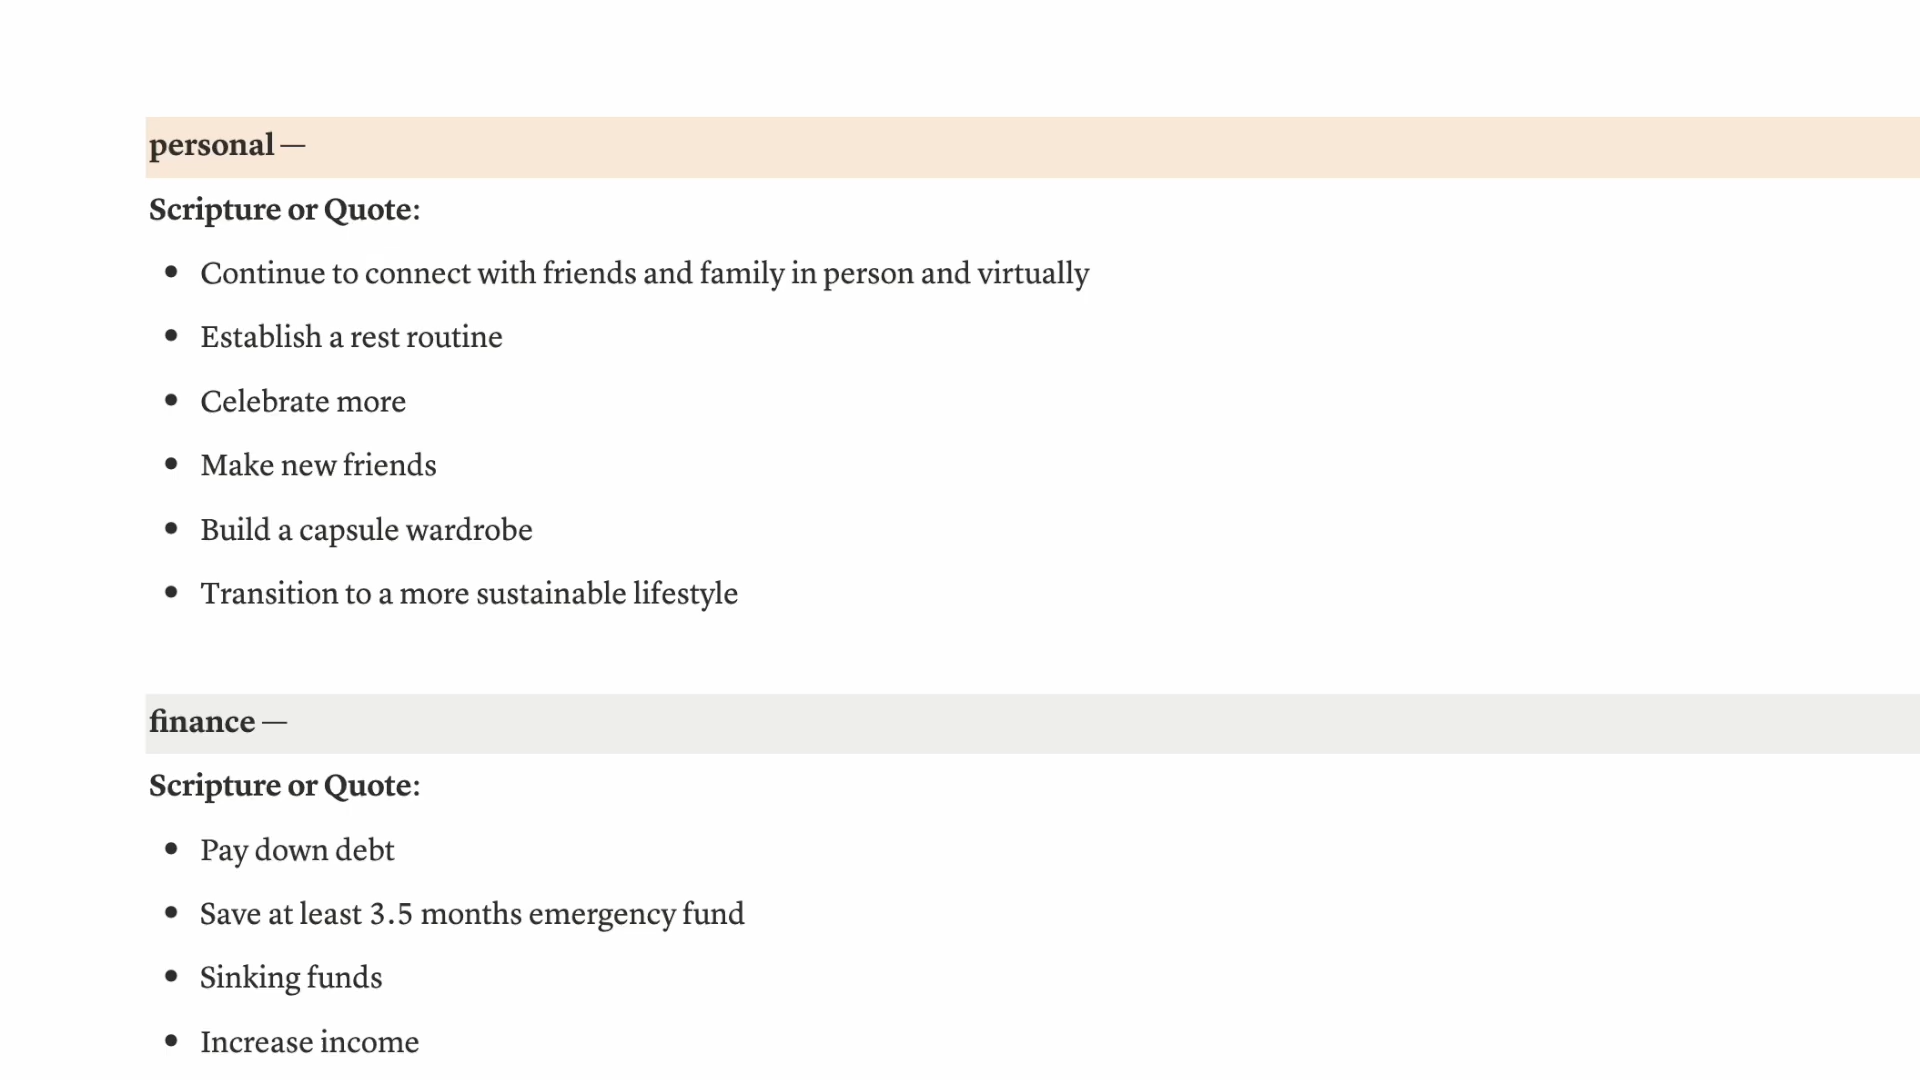 personal —
Scripture or Quote:
• Continue to connect with friends and family in person and virtually
• Establish a rest routine
• Celebrate more
• Make new friends
• Build a capsule wardrobe
• Transition to a more sustainable lifestyle
finance —
Scripture or Quote:
• Pay down debt
• Save at least 3.5 months emergency fund
• Sinking funds
• Increase income